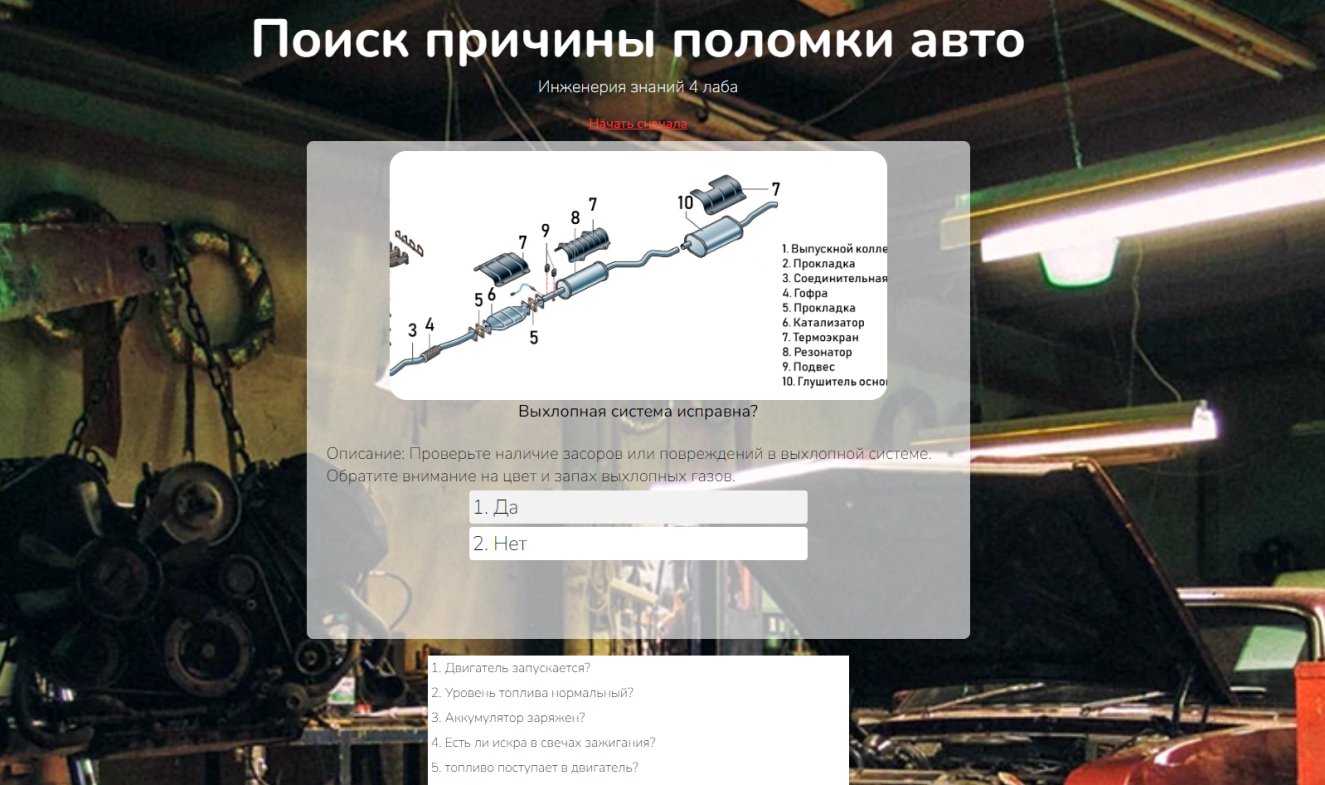 Поиск причины поломки авто
Инженерия знаний 4 лаба
Начать сначала
7
10
7
8
9
7
5 6
3 4
5
1. Выпускной колле
2. Прокладка
3. Соединительная
4. Гофра
5. Прокладка
6. Катализатор
7. Термоэкран
8. Резонатор
9. Подвес
10. Глушитель осно
Выхлопная система исправна?
Описание: Проверьте наличие засоров или повреждений в выхлопной системе.
Обратите внимание на цвет и запах выхлопных газов.
1. Да
2. Нет
1. Двигатель запускается?
2. Уровень топлива нормальный?
3. Аккумулятор заряжен?
4. Есть ли искра в свечах зажигания?
5. топливо поступает в двигатель?